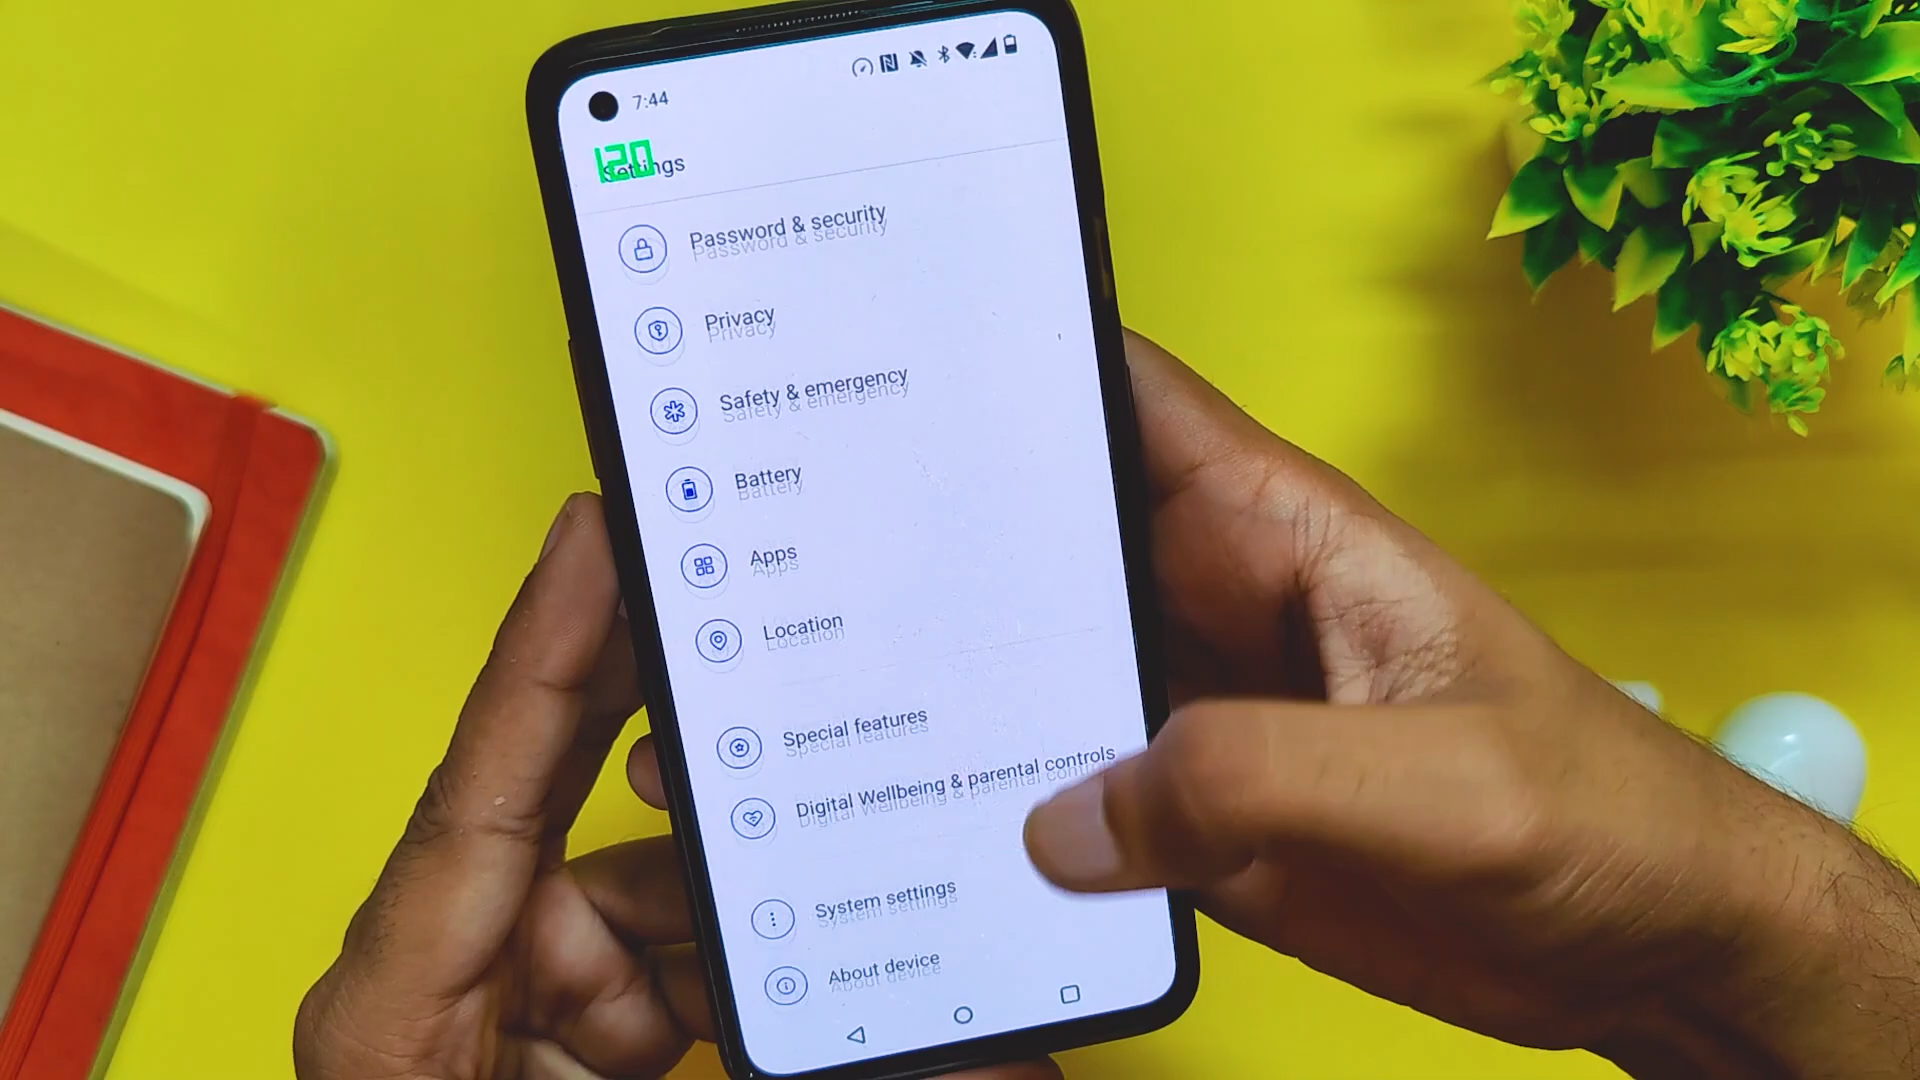 7:44
120
Settings
Password & security
Privacy
Safety & emergency
Battery
Apps
Location
Special features
Digital Wellbeing & parental controls
System settings
About device